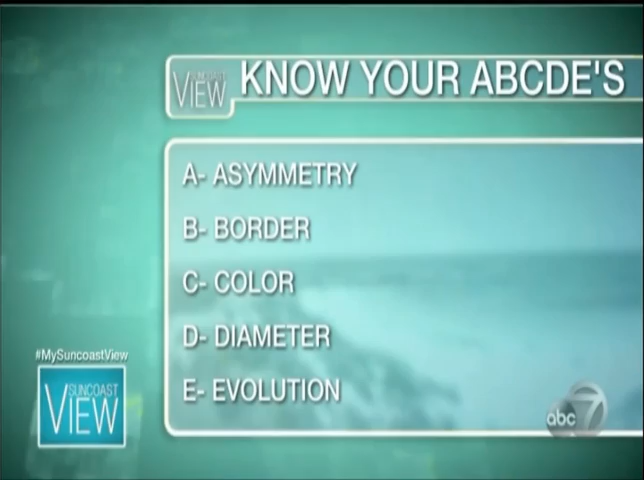 SUNCOAST
VIEW
KNOW YOUR ABCDE'S
A- ASYMMETRY
B- BORDER
C- COLOR
D- DIAMETER
E- EVOLUTION
#MySuncoastView
SUNCOAST
VIEW
abc 7